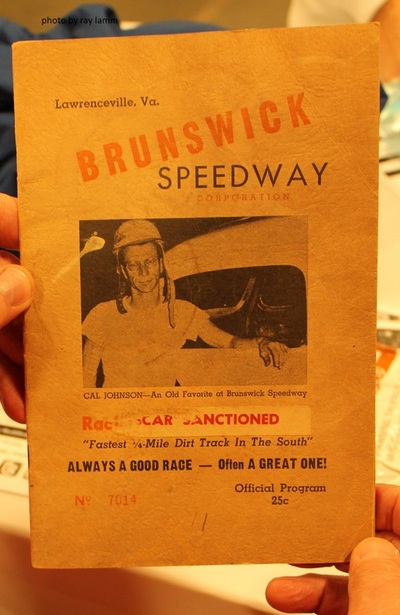 photo by ray lamm
Lawrenceville, Va.
BRUNSWICK
SPEEDWAY
CORPORATION
CAL JOHNSON—An Old Favorite at Brunswick Speedway
SCAR SANCTIONED
"Fastest ¼-Mile Dirt Track In The South"
ALWAYS A GOOD RACE — Often A GREAT ONE!
Official Program
25c
Nº 7014